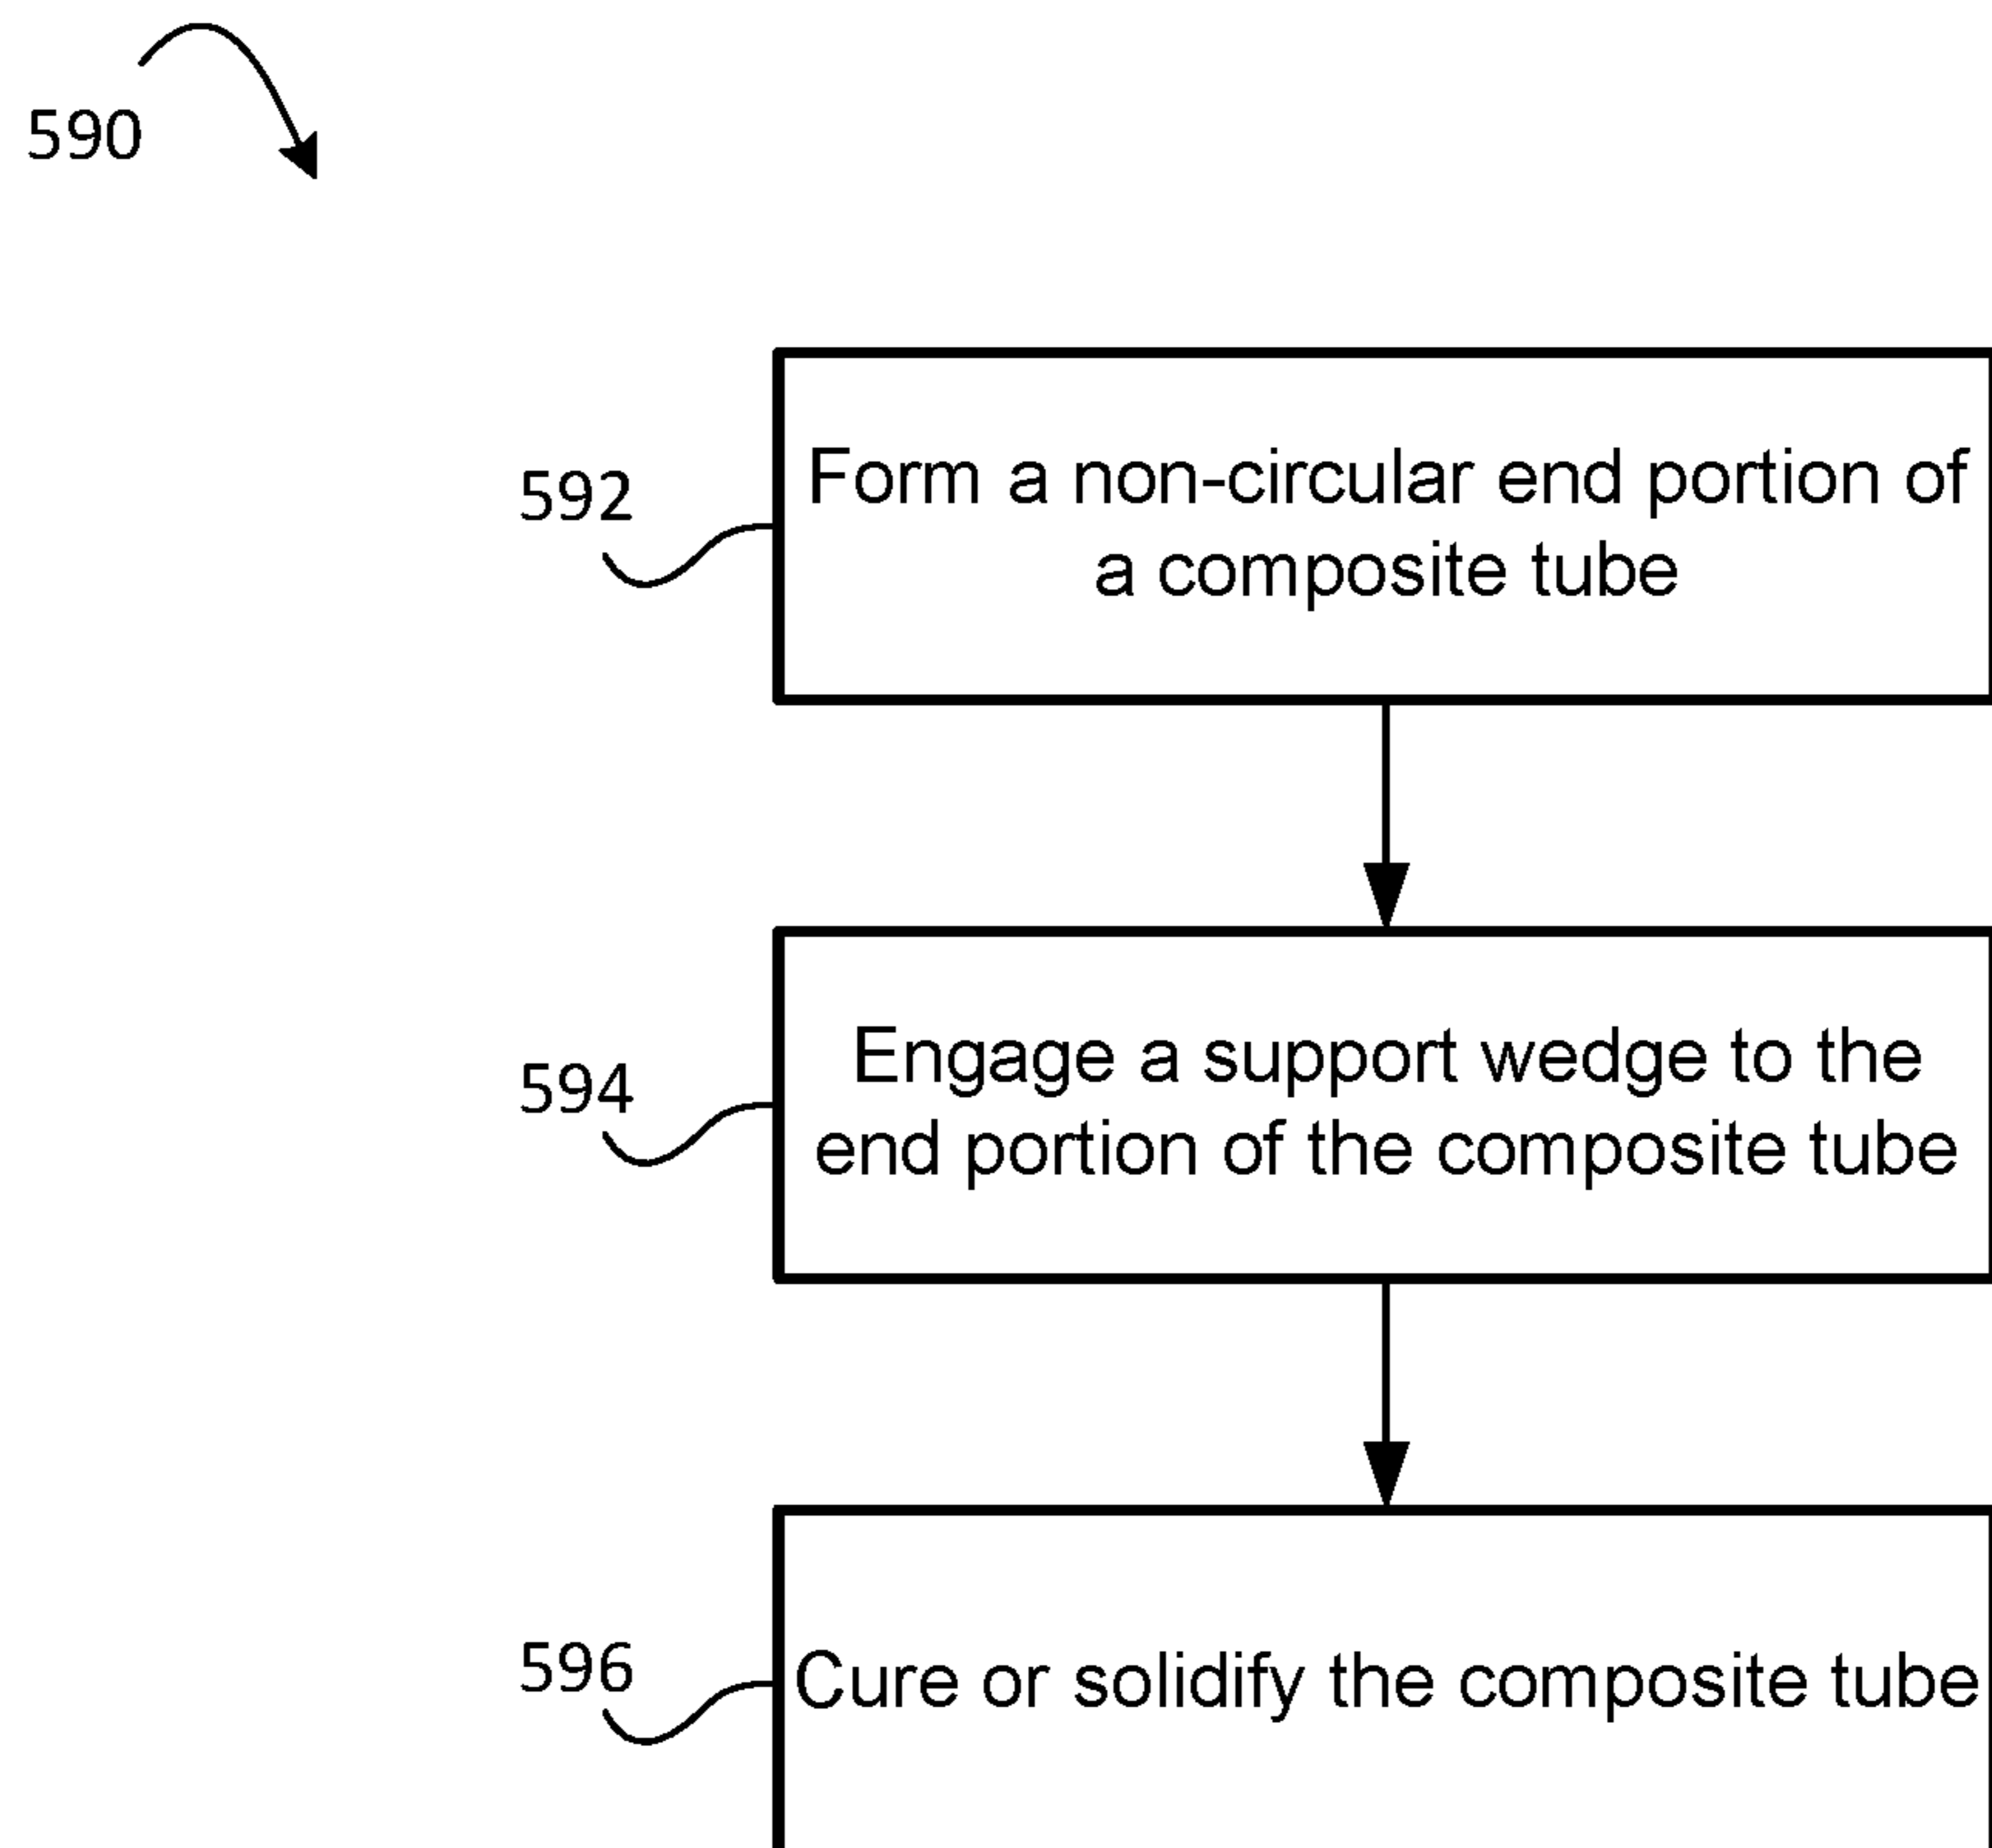 590
592
Form a non-circular end portion of
a composite tube
594
Engage a support wedge to the
end portion of the composite tube
596
Cure or solidify the composite tube